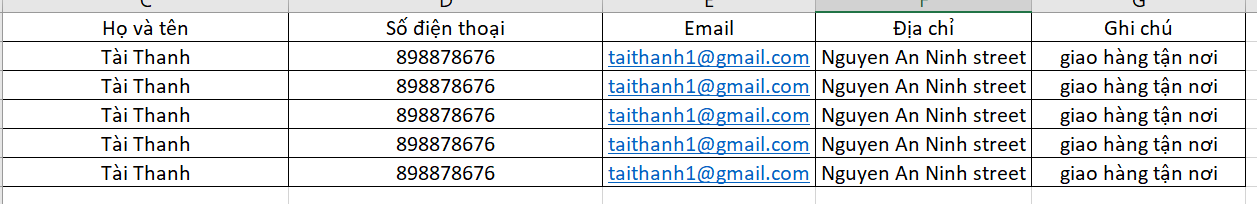 C D E F G
Họ và tên Số điện thoại Email Địa chỉ Ghi chú
Tài Thanh 898878676 taithanh1@gmail.com Nguyen An Ninh street giao hàng tận nơi
Tài Thanh 898878676 taithanh1@gmail.com Nguyen An Ninh street giao hàng tận nơi
Tài Thanh 898878676 taithanh1@gmail.com Nguyen An Ninh street giao hàng tận nơi
Tài Thanh 898878676 taithanh1@gmail.com Nguyen An Ninh street giao hàng tận nơi
Tài Thanh 898878676 taithanh1@gmail.com Nguyen An Ninh street giao hàng tận nơi